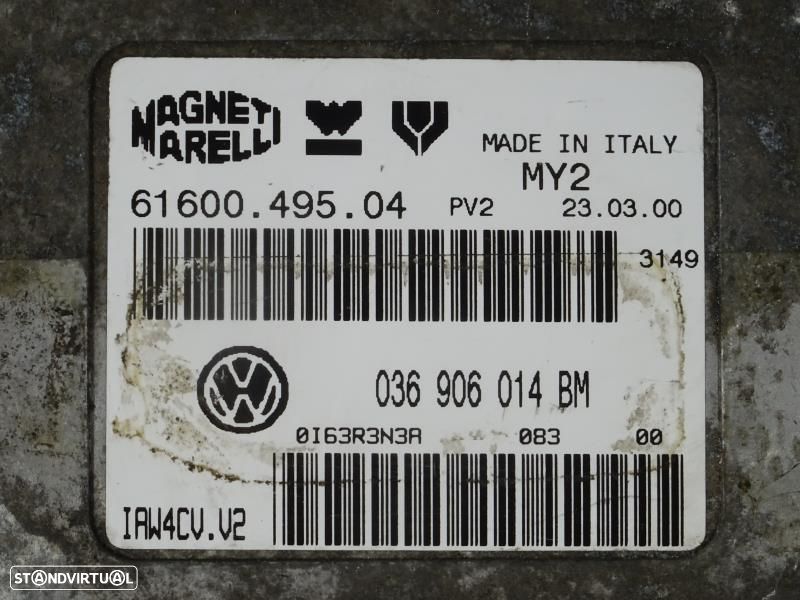 MAGNETI
MARELLI
MADE IN ITALY
MY2
61600.495.04 PV2 23.03.00
3149
036 906 014 BM
0I63R3N3A 083 00
IAW4CV.V2
STANDVIRTUAL